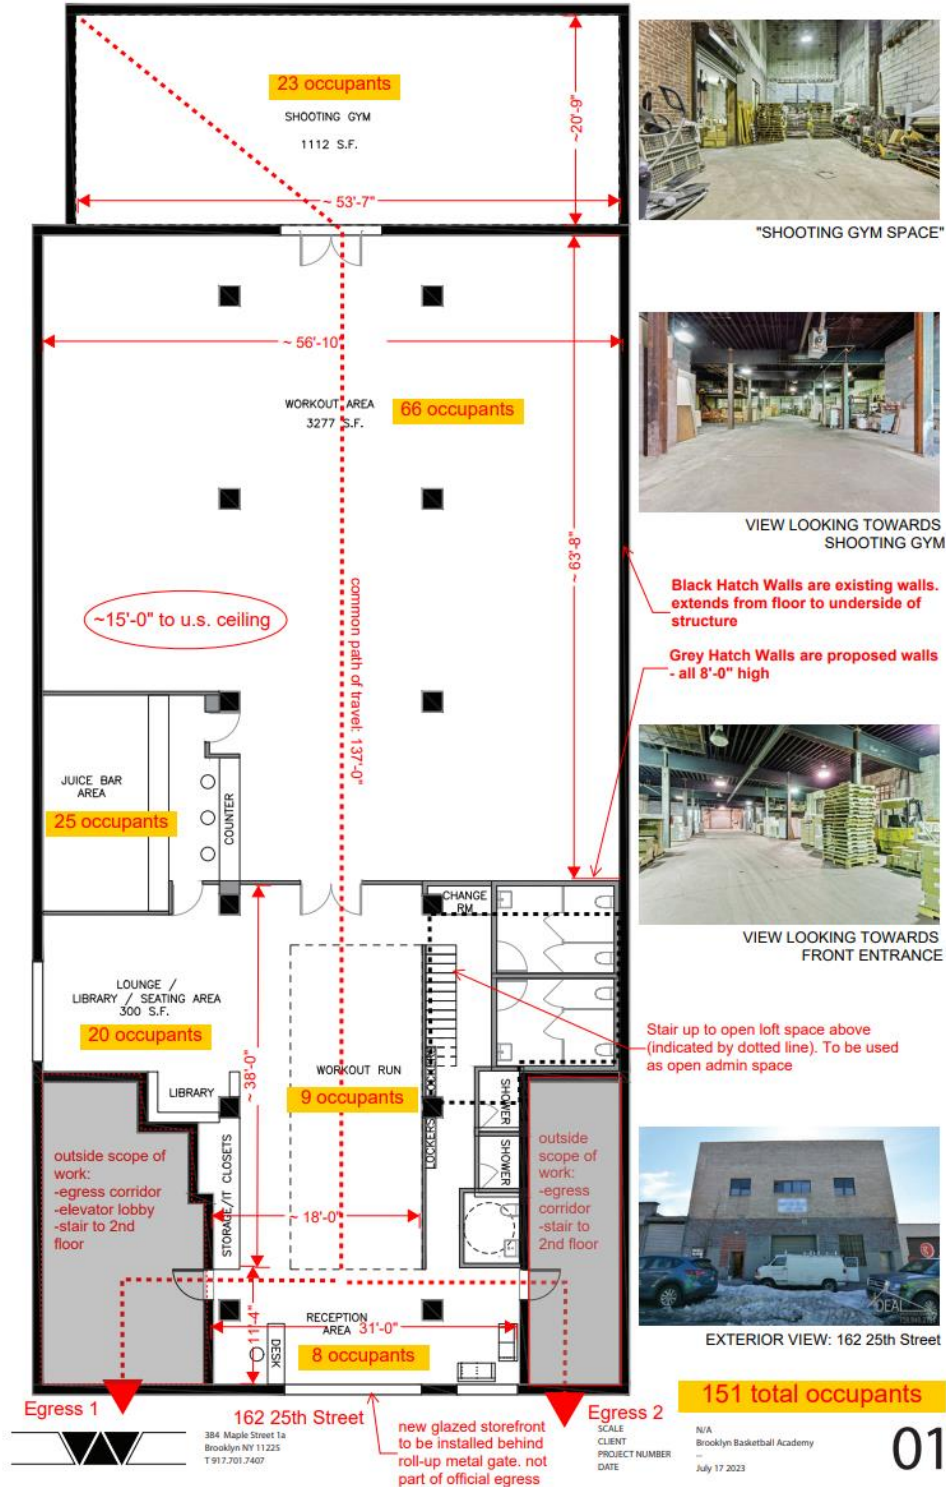 23 occupants
SHOOTING GYM
1112 S.F.
~20'-9"
~ 53'-7"
"SHOOTING GYM SPACE"
~ 56'-10"
WORKOUT AREA
3277 S.F.
66 occupants
~ 63'-8"
common path of travel: 137'-0"
VIEW LOOKING TOWARDS
SHOOTING GYM
~15'-0" to u.s. ceiling
Black Hatch Walls are existing walls.
extends from floor to underside of
structure
Grey Hatch Walls are proposed walls
- all 8'-0" high
JUICE BAR
AREA
25 occupants
COUNTER
CHANGE
RM
VIEW LOOKING TOWARDS
FRONT ENTRANCE
LOUNGE /
LIBRARY / SEATING AREA
300 S.F.
20 occupants
~ 38'-0"
WORKOUT RUN
9 occupants
LIBRARY
LOCKERS
LOCKERS
SHOWER
SHOWER
Stair up to open loft space above
(indicated by dotted line). To be used
as open admin space
outside scope of
work:
-egress corridor
-elevator lobby
-stair to 2nd
floor
STORAGE/IT CLOSETS
~ 18'-0"
outside
scope of
work:
-egress
corridor
-stair to
2nd floor
11'-4"
RECEPTION
AREA
31'-0"
DESK
8 occupants
IDEAL
EXTERIOR VIEW: 162 25th Street
151 total occupants
Egress 1
162 25th Street
Egress 2
new glazed storefront
to be installed behind
roll-up metal gate. not
part of official egress
384 Maple Street 1a
Brooklyn NY 11225
T 917.701.7407
SCALE N/A
CLIENT Brooklyn Basketball Academy
PROJECT NUMBER --
DATE July 17 2023
01